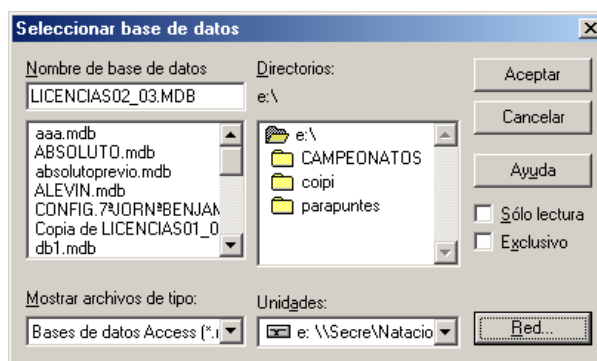 Seleccionar base de datos
Nombre de base de datos
LICENCIAS02_03.MDB
aaa.mdb
ABSOLUTO.mdb
absolutoprevio.mdb
ALEVIN.mdb
CONFIG.7ªJORNªBENJAM
Copia de LICENCIAS01_0
db1.mdb
Mostrar archivos de tipo:
Bases de datos Access (*.m
Directorios:
e:\
e:\
CAMPEONATOS
coipi
parapuntes
Unidades:
e: \\Secre\Natacio
Aceptar
Cancelar
Ayuda
Sólo lectura
Exclusivo
Red...